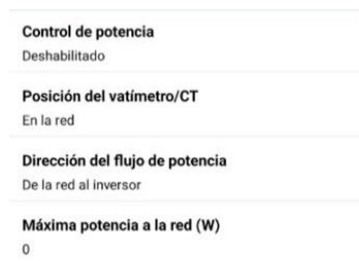 Control de potencia
Deshabilitado
Posición del vatímetro/CT
En la red
Dirección del flujo de potencia
De la red al inversor
Máxima potencia a la red (W)
0